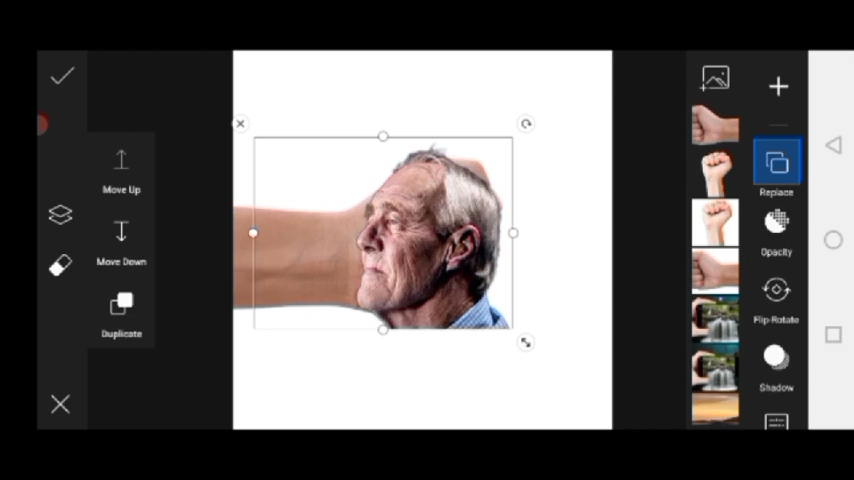 Move Up
Move Down
Duplicate
Replace
Opacity
Flip·Rotate
Shadow